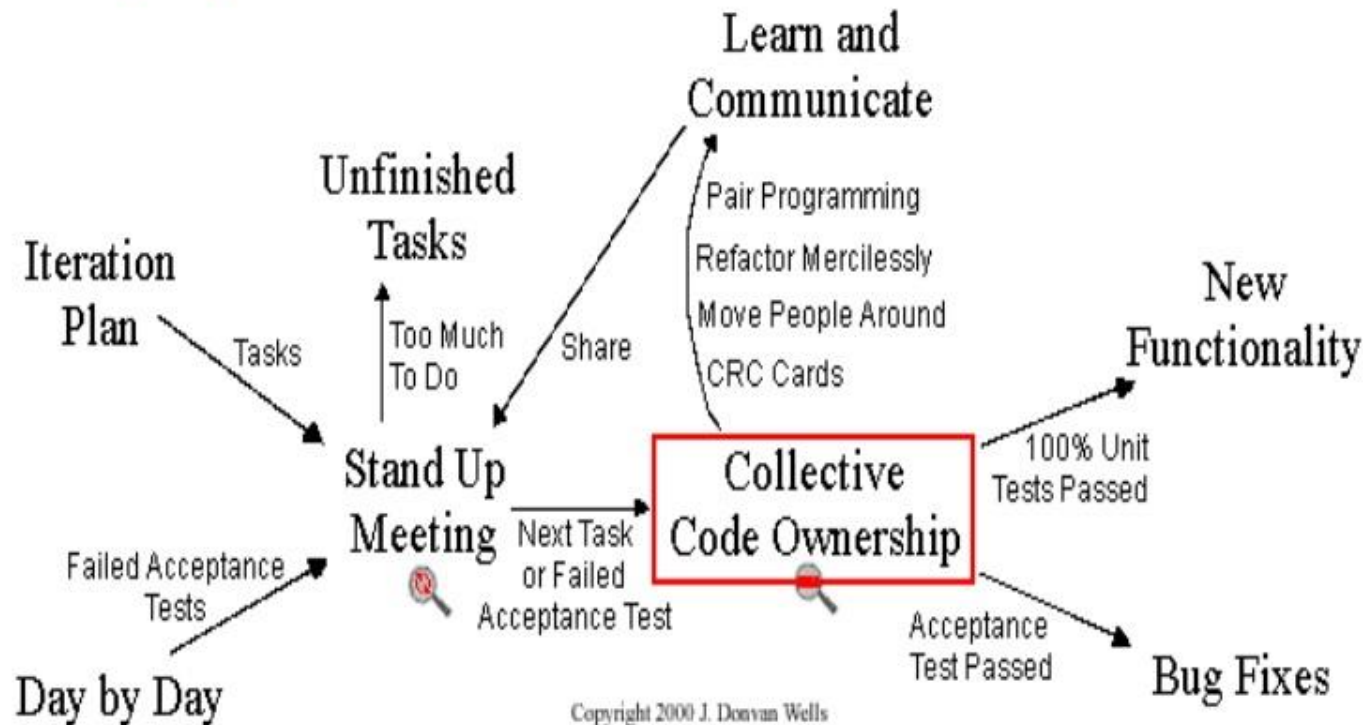 Learn and
Communicate
Unfinished
Tasks
Pair Programming
Refactor Mercilessly
Move People Around
CRC Cards
Iteration
Plan
Tasks
Too Much
To Do
Share
New
Functionality
Stand Up
Meeting
Collective
Code Ownership
100% Unit
Tests Passed
Next Task
or Failed
Acceptance Test
Failed Acceptance
Tests
Acceptance
Test Passed
Day by Day
Bug Fixes
Copyright 2000 J. Donvan Wells